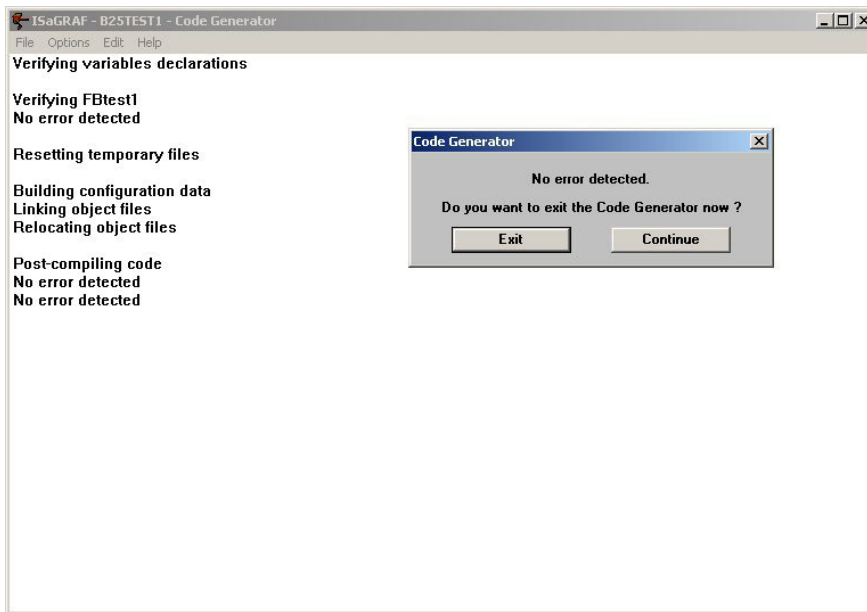 ISaGRAF - B25TEST1 - Code Generator
File Options Edit Help
Verifying variables declarations
Verifying FBtest1
No error detected
Resetting temporary files
Building configuration data
Linking object files
Relocating object files
Post-compiling code
No error detected
No error detected
Code Generator
No error detected.
Do you want to exit the Code Generator now ?
Exit Continue